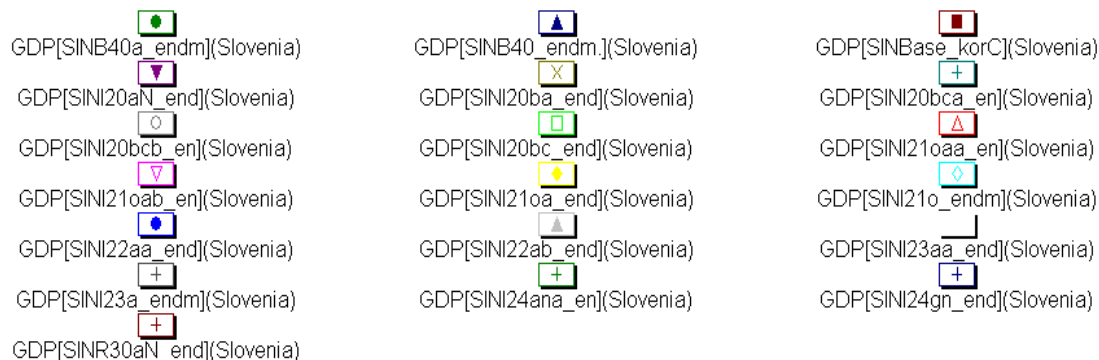 GDP[SINB40a_endm](Slovenia) GDP[SINB40_endm.](Slovenia) GDP[SINBase_korC](Slovenia)
GDP[SINI20aN_end](Slovenia) GDP[SINI20ba_end](Slovenia) GDP[SINI20bca_en](Slovenia)
GDP[SINI20bcb_en](Slovenia) GDP[SINI20bc_end](Slovenia) GDP[SINI21oaa_en](Slovenia)
GDP[SINI21oab_en](Slovenia) GDP[SINI21oa_end](Slovenia) GDP[SINI21o_endm](Slovenia)
GDP[SINI22aa_end](Slovenia) GDP[SINI22ab_end](Slovenia) GDP[SINI23aa_end](Slovenia)
GDP[SINI23a_endm](Slovenia) GDP[SINI24ana_en](Slovenia) GDP[SINI24gn_end](Slovenia)
GDP[SINR30aN_end](Slovenia)